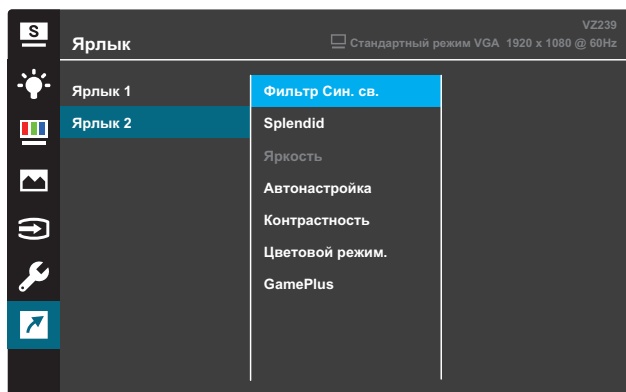 S
VZ239
Ярлык
Стандартный режим VGA 1920 x 1080 @ 60Hz
Ярлык 1
Ярлык 2
Фильтр Син. св.
Splendid
Яркость
Автонастройка
Контрастность
Цветовой режим.
GamePlus